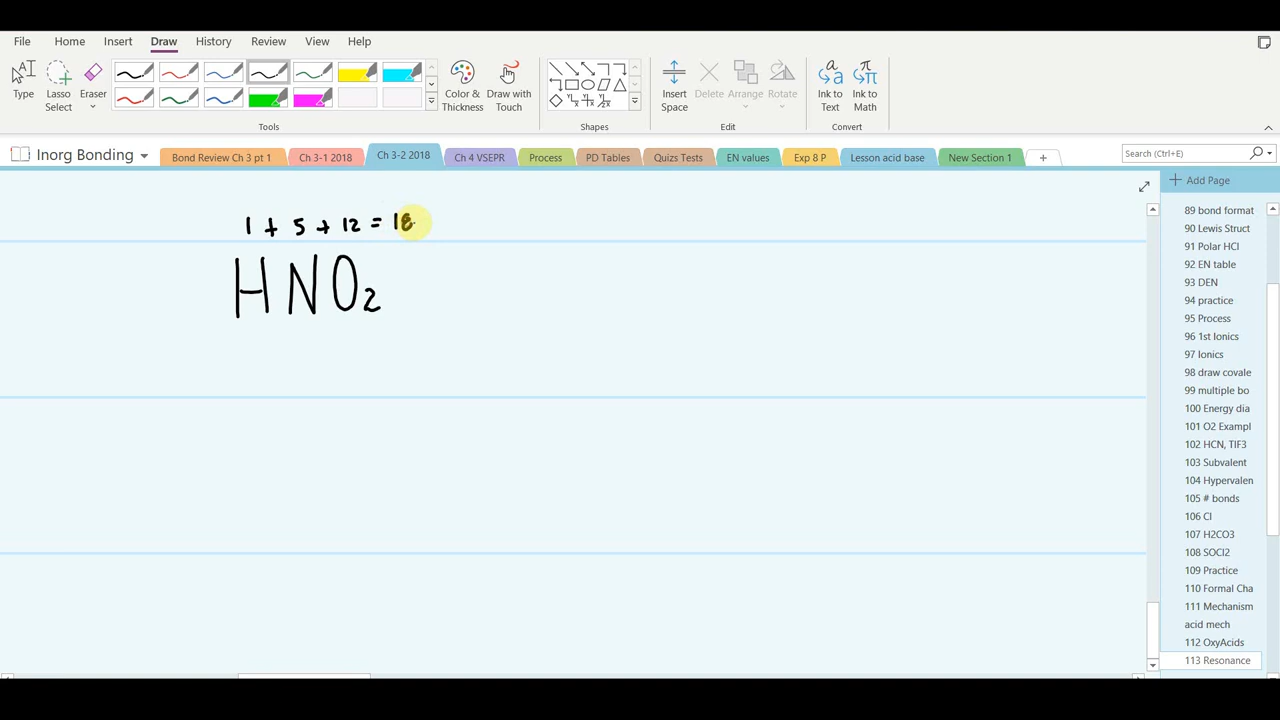 File Home Insert Draw History Review View Help
Type Lasso Select Eraser Color & Thickness Draw with Touch Insert Space Delete Arrange Rotate Ink to Text Ink to Math
Tools Shapes Edit Convert
Inorg Bonding Bond Review Ch 3 pt 1 Ch 3-1 2018 Ch 3-2 2018 Ch 4 VSEPR Process PD Tables Quizs Tests EN values Exp 8 P Lesson acid base New Section 1 + Search (Ctrl+E)
+ Add Page
1 + 5 + 12 = 18
HNO2
89 bond format
90 Lewis Struct
91 Polar HCl
92 EN table
93 DEN
94 practice
95 Process
96 1st Ionics
97 Ionics
98 draw covale
99 multiple bo
100 Energy dia
101 O2 Exampl
102 HCN, TIF3
103 Subvalent
104 Hypervalen
105 # bonds
106 CI
107 H2CO3
108 SOCl2
109 Practice
110 Formal Cha
111 Mechanism
acid mech
112 OxyAcids
113 Resonance